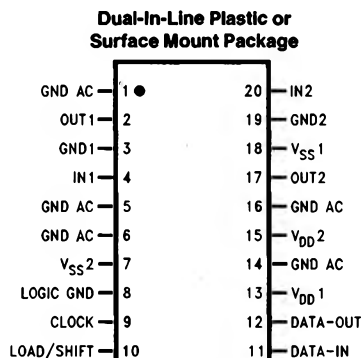 Dual-In-Line Plastic or
Surface Mount Package
GND AC 1 20 IN2
OUT1 2 19 GND2
GND1 3 18 VSS1
IN1 4 17 OUT2
GND AC 5 16 GND AC
GND AC 6 15 VDD2
VSS2 7 14 GND AC
LOGIC GND 8 13 VDD1
CLOCK 9 12 DATA-OUT
LOAD/SHIFT 10 11 DATA-IN